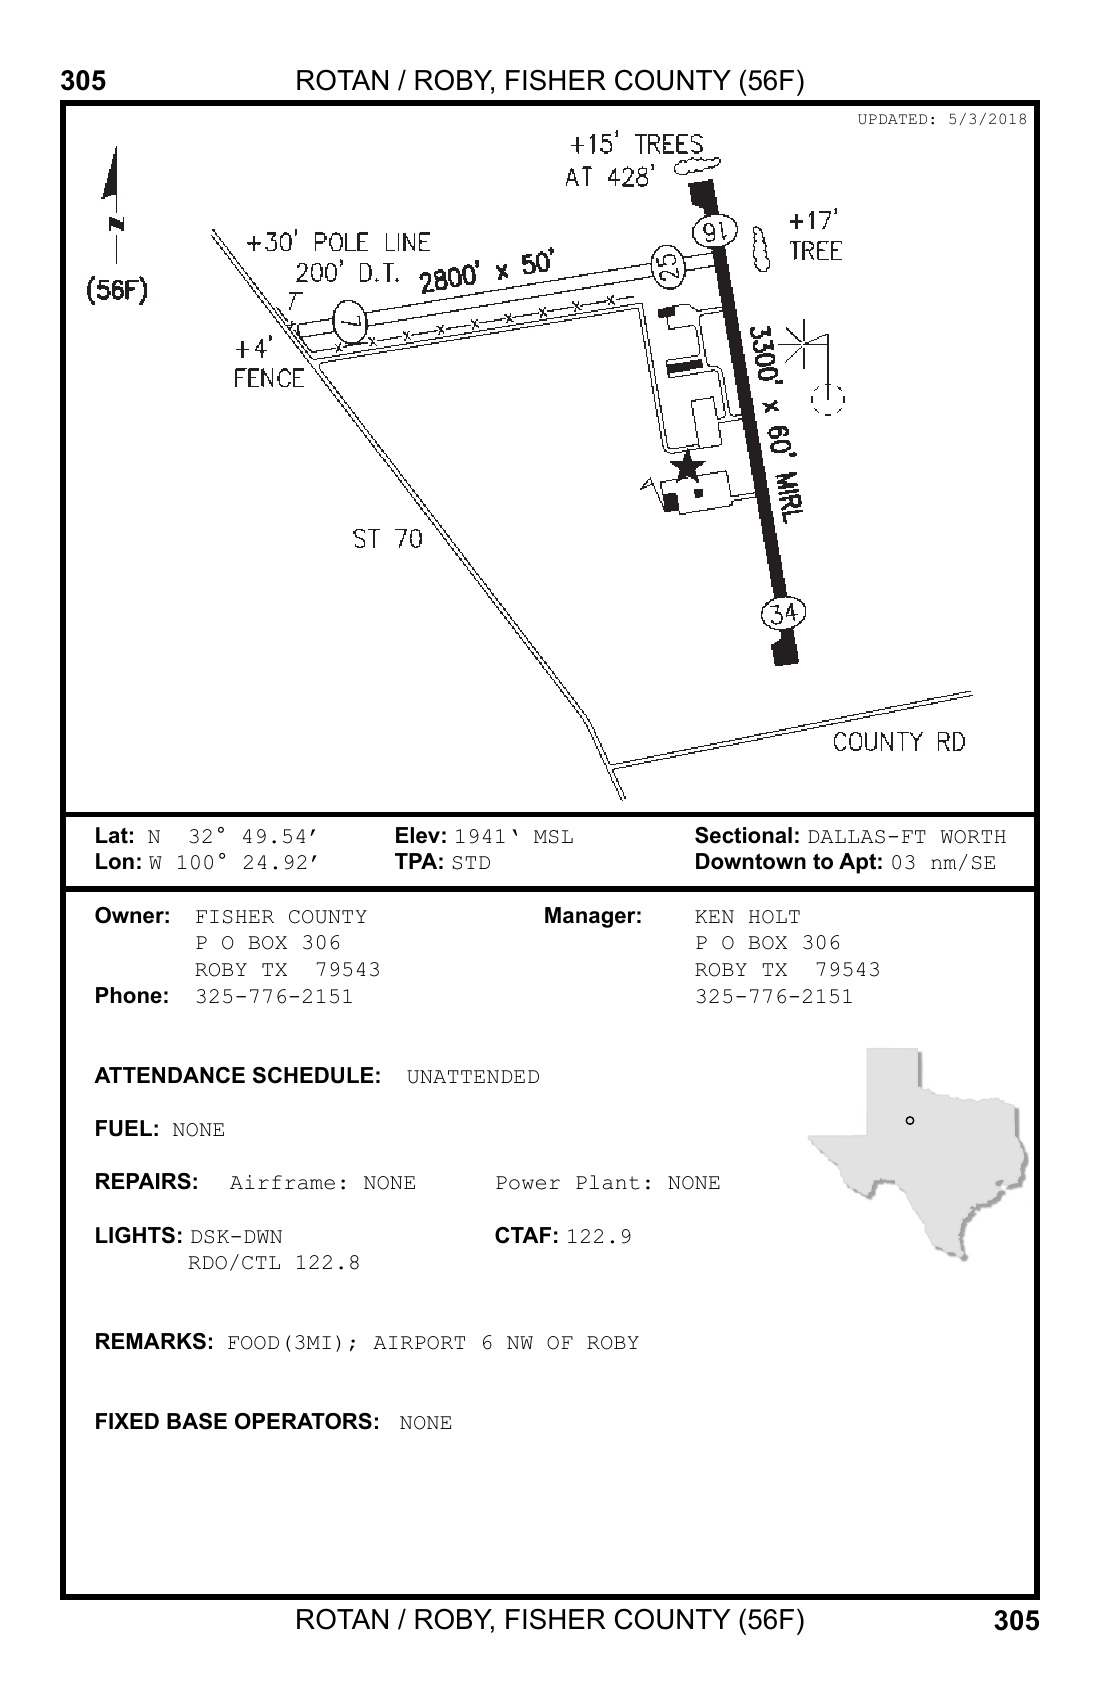 305 ROTAN / ROBY, FISHER COUNTY (56F)
UPDATED: 5/3/2018
+15' TREES
AT 428'
N
(56F)
+30' POLE LINE
200' D.T.
2800' x 50'
7
25
16
+17'
TREE
+4'
FENCE
3300' x 60' MIRL
ST 70
34
COUNTY RD
Lat: N 32° 49.54′ Elev: 1941‘ MSL Sectional: DALLAS-FT WORTH
Lon: W 100° 24.92′ TPA: STD Downtown to Apt: 03 nm/SE
Owner: FISHER COUNTY Manager: KEN HOLT
P O BOX 306 P O BOX 306
ROBY TX 79543 ROBY TX 79543
Phone: 325-776-2151 325-776-2151
ATTENDANCE SCHEDULE: UNATTENDED
FUEL: NONE
REPAIRS: Airframe: NONE Power Plant: NONE
LIGHTS: DSK-DWN CTAF: 122.9
RDO/CTL 122.8
REMARKS: FOOD(3MI); AIRPORT 6 NW OF ROBY
FIXED BASE OPERATORS: NONE
ROTAN / ROBY, FISHER COUNTY (56F) 305